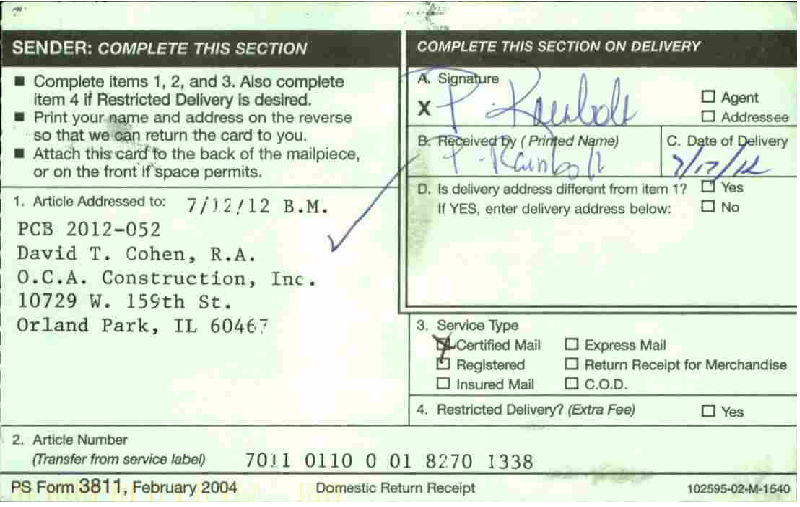 SENDER: COMPLETE THIS SECTION
■ Complete items 1, 2, and 3. Also complete
item 4 if Restricted Delivery is desired.
■ Print your name and address on the reverse
so that we can return the card to you.
■ Attach this card to the back of the mailpiece,
or on the front if space permits.
1. Article Addressed to: 7/12/12 B.M.
PCB 2012-052
David T. Cohen, R.A.
O.C.A. Construction, Inc.
10729 W. 159th St.
Orland Park, IL 60467
COMPLETE THIS SECTION ON DELIVERY
A. Signature
X P. Rainbolt
☐ Agent
☐ Addressee
B. Received by (Printed Name)
P. Rainbolt
C. Date of Delivery
D. Is delivery address different from item 1? ☐ Yes
If YES, enter delivery address below: ☐ No
3. Service Type
Certified Mail ☐ Express Mail
☐ Registered ☐ Return Receipt for Merchandise
☐ Insured Mail ☐ C.O.D.
4. Restricted Delivery? (Extra Fee) ☐ Yes
2. Article Number
(Transfer from service label) 7011 0110 0 01 8270 1338
PS Form 3811, February 2004 Domestic Return Receipt 102595-02-M-1540